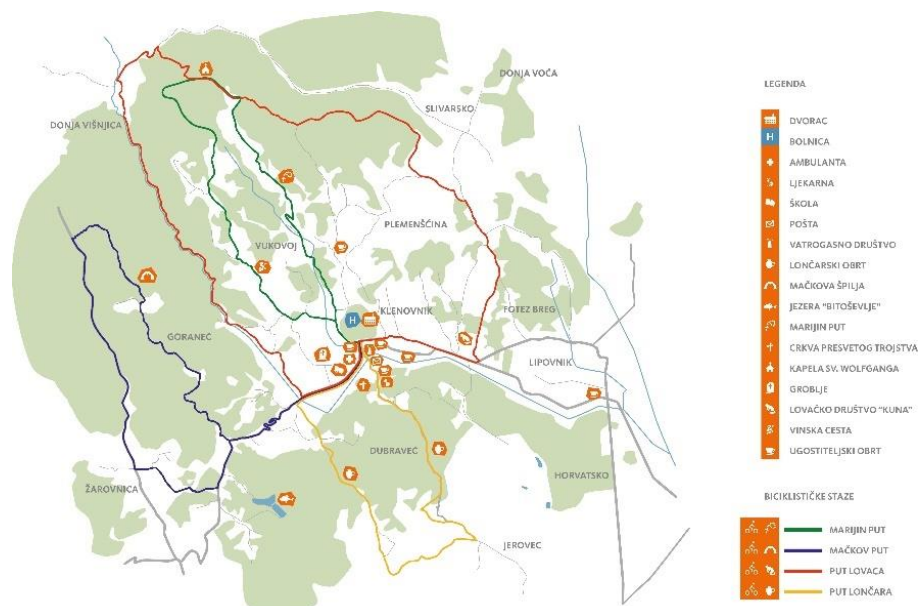 DONJA VOĆA
SLIVARSKO
DONJA VIŠNJICA
PLEMENŠĆINA
VUKOVOJ
KLENOVNIK
FOTEZ BREG
GORANEC
LIPOVNIK
DUBRAVEC
ŽAROVNICA
HORVATSKO
JEROVEC
H
LEGENDA
DVORAC
H BOLNICA
AMBULANTA
LJEKARNA
ŠKOLA
POŠTA
VATROGASNO DRUŠTVO
LONČARSKI OBRT
MAČKOVA ŠPILJA
JEZERA "BITOŠEVLJE"
MARIJIN PUT
CRKVA PRESVETOG TROJSTVA
KAPELA SV. WOLFGANGA
GROBLJE
LOVAČKO DRUŠTVO "KUNA"
VINSKA CESTA
UGOSTITELJSKI OBRT
BICIKLISTIČKE STAZE
MARIJIN PUT
MAČKOV PUT
PUT LOVACA
PUT LONČARA